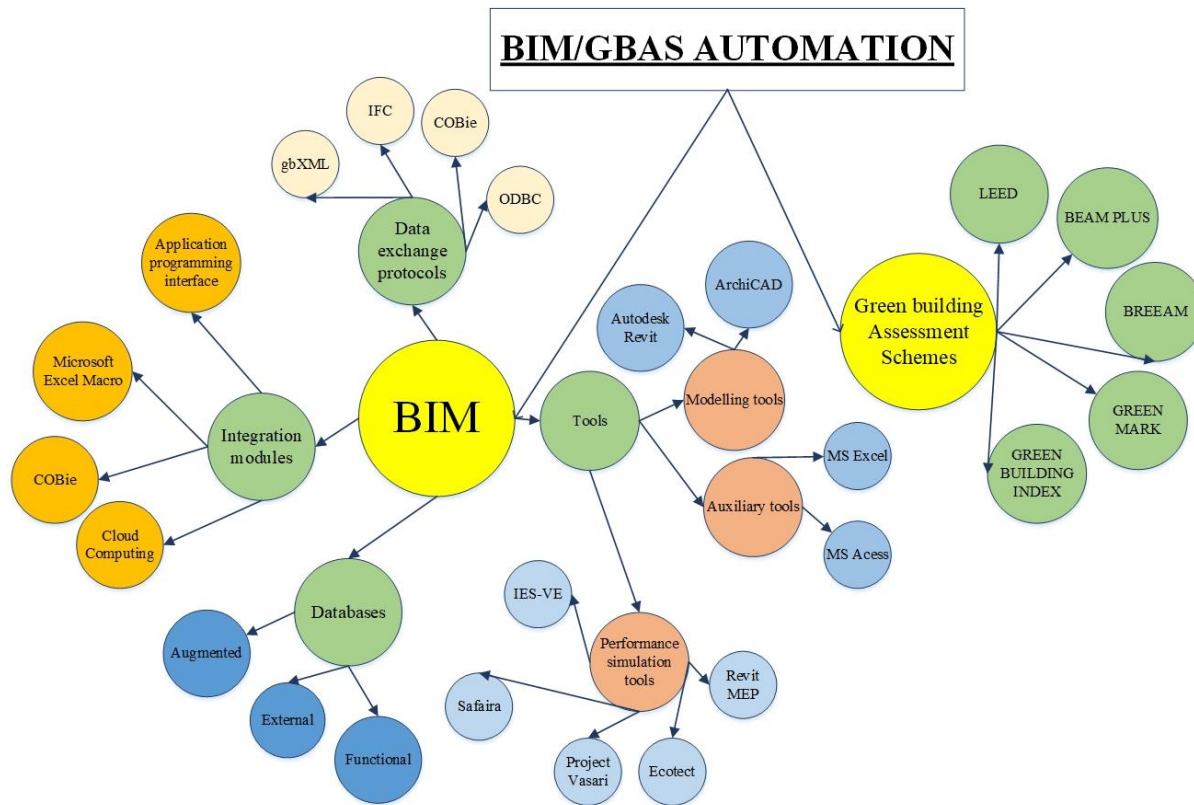 BIM/GBAS AUTOMATION
IFC
COBie
gbXML
ODBC
Data
exchange
protocols
Application
programming
interface
Microsoft
Excel Macro
Integration
modules
COBie
Cloud
Computing
BIM
Databases
Augmented
External
Functional
Tools
Autodesk
Revit
ArchiCAD
Modelling tools
Auxiliary tools
MS Excel
MS Acess
Performance
simulation
tools
IES-VE
Safaira
Project
Vasari
Ecotect
Revit
MEP
Green building
Assessment
Schemes
LEED
BEAM PLUS
BREEAM
GREEN
MARK
GREEN
BUILDING
INDEX